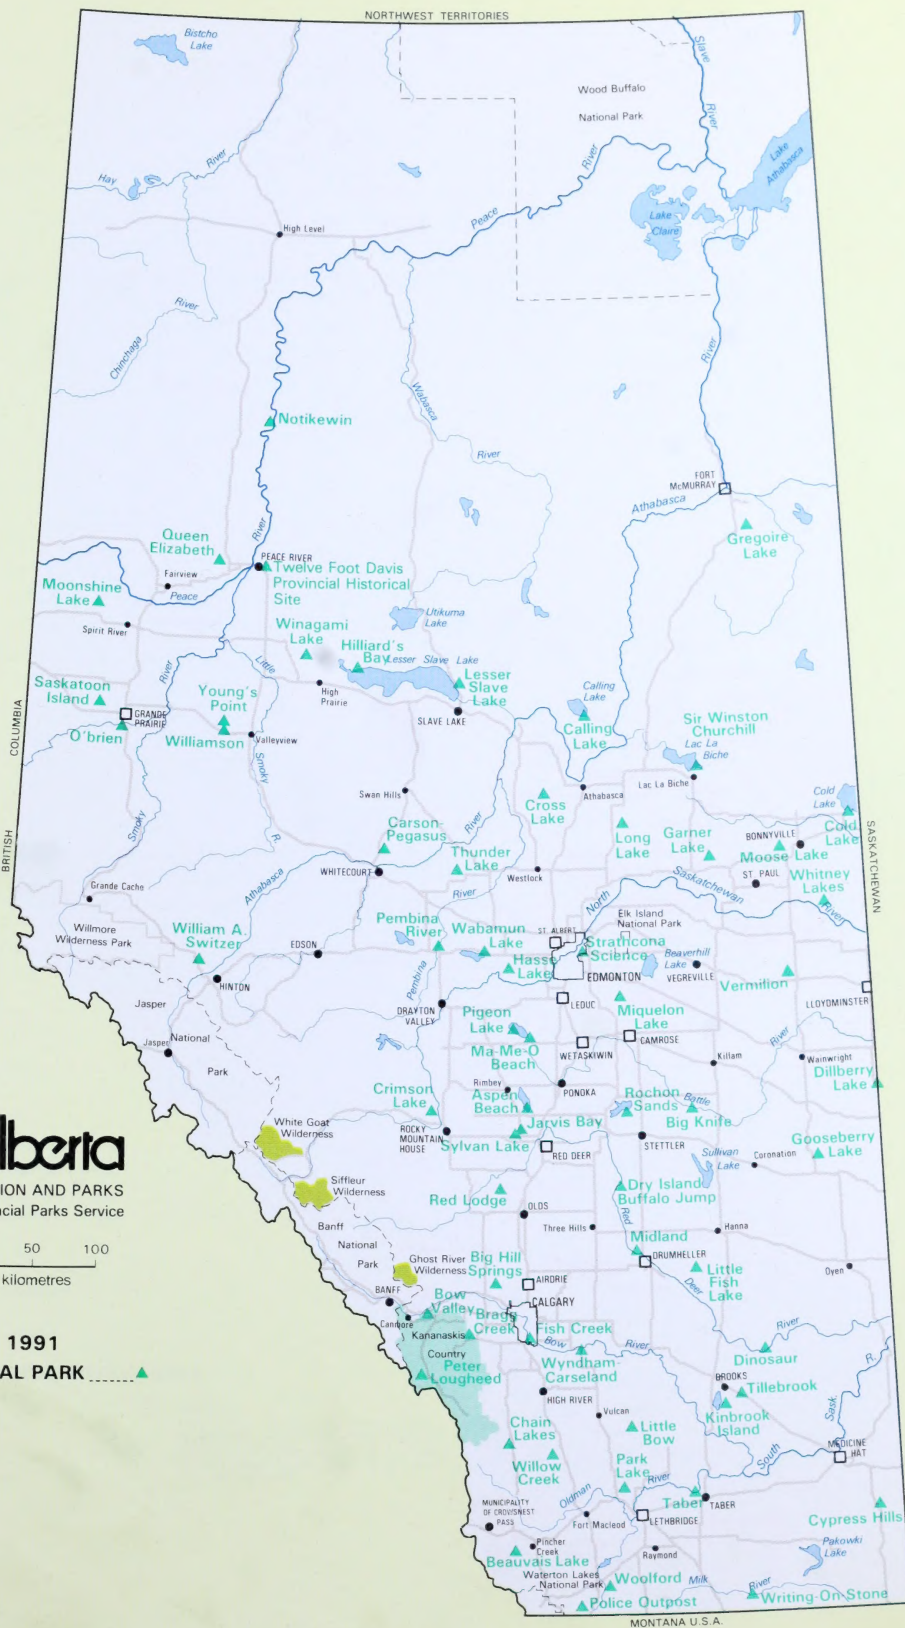 NORTHWEST TERRITORIES
Bistcho
Lake
Slave
River
Wood Buffalo
National Park
Lake
Athabasca
Hay
River
River
Peace
Lake
Claire
High Level
River
Chinchaga
River
Wabasca
River
Notikewin
FORT
McMURRAY
Athabasca
Gregoire
Lake
River
Queen
Elizabeth
PEACE RIVER
Twelve Foot Davis
Provincial Historical
Site
Fairview
Peace
Moonshine
Lake
Spirit River
Utikuma
Lake
Winagami
Lake
Hilliard's
Bay
Lesser Slave Lake
Lesser
Slave
Lake
High
Prairie
River
Little
Smoky
R.
Saskatoon
Island
GRANDE
PRAIRIE
O'brien
Young's
Point
Williamson
Valleyview
SLAVE LAKE
Calling
Lake
Calling
Lake
Sir Winston
Churchill
Lac La
Biche
Lac La Biche
COLUMBIA
BRITISH
Smoky
Swan Hills
Cross
Lake
Athabasca
Cold
Lake
Cold
Lake
SASKATCHEWAN
Carson-
Pegasus
River
Thunder
Lake
Long
Lake
Garner
Lake
BONNYVILLE
Moose Lake
WHITECOURT
Athabasca
Westlock
Saskatchewan
ST. PAUL
Whitney
Lakes
River
River
North
Grande Cache
Willmore
Wilderness Park
William A.
Switzer
EDSON
Pembina
River
Wabamun
Lake
ST. ALBERT
Elk Island
National Park
Strathcona
Science
Hasse
Lake
EDMONTON
Beaverhill
Lake
VEGREVILLE
Vermilion
LLOYDMINSTER
HINTON
Pembina
Jasper
National
Park
Jasper
DRAYTON
VALLEY
LEDUC
Pigeon
Lake
Miquelon
Lake
Ma-Me-O
Beach
WETASKIWIN
CAMROSE
River
Killam
Wainwright
Dillberry
Lake
Crimson
Lake
Rimbey
Aspen
Beach
PONOKA
Rochon
Sands
Battle
Big Knife
White Goat
Wilderness
ROCKY
MOUNTAIN
HOUSE
Jarvis Bay
Sylvan Lake
RED DEER
STETTLER
Gooseberry
Lake
Coronation
Sullivan
Lake
lberta
ION AND PARKS
cial Parks Service
50 100
kilometres
1991
AL PARK
Siffleur
Wilderness
Red Lodge
Dry Island
Buffalo Jump
Red
Deer
River
OLDS
Three Hills
Hanna
Banff
National
Park
Ghost River
Wilderness
Big Hill
Springs
AIRDRIE
Midland
DRUMHELLER
Little
Fish
Lake
Oyen
BANFF
Canmore
Bow
Valley
Bragg
Creek
CALGARY
Fish Creek
Kananaskis
Country
Peter
Lougheed
Bow
River
Wyndham-
Carseland
Dinosaur
R.
Sask.
South
HIGH RIVER
Vulcan
BROOKS
Tillebrook
Kinbrook
Island
Chain
Lakes
Little
Bow
Willow
Creek
Park
Lake
River
MEDICINE
HAT
Oldman
Taber
TABER
Cypress Hills
MUNICIPALITY
OF CROWSNEST
PASS
Fort Macleod
LETHBRIDGE
Pincher
Creek
Beauvais Lake
Raymond
Pakowki
Lake
Waterton Lakes
National Park
Woolford
Milk
River
Writing-On-Stone
Police Outpost
MONTANA U.S.A.